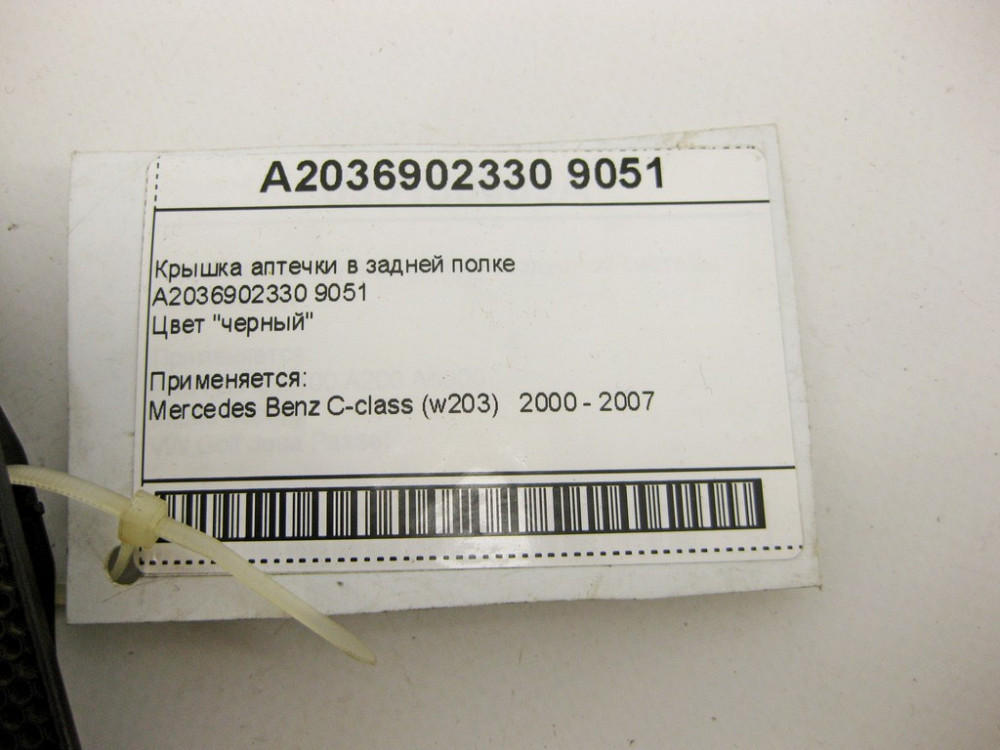 A2036902330 9051
Крышка аптечки в задней полке
A2036902330 9051
Цвет "черный"
Применяется:
Mercedes Benz C-class (w203) 2000 - 2007